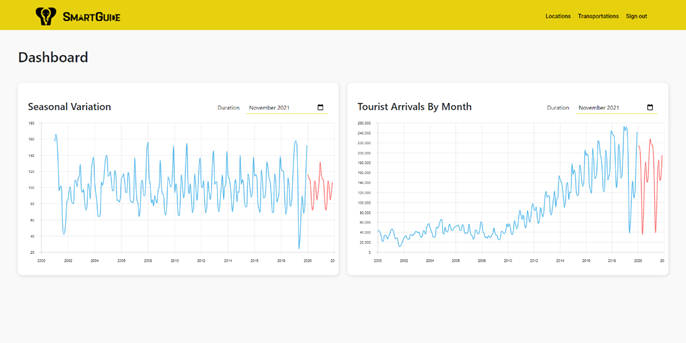 SMARTGUIDE
Locations Transportations Sign out
Dashboard
Seasonal Variation
Duration November 2021
180
160
140
120
100
80
60
40
20
2000 2002 2004 2006 2008 2010 2012 2014 2016 2018 2020 20
Tourist Arrivals By Month
Duration November 2021
260,000
240,000
220,000
200,000
180,000
160,000
140,000
120,000
100,000
80,000
60,000
40,000
20,000
0
2000 2002 2004 2006 2008 2010 2012 2014 2016 2018 2020 20